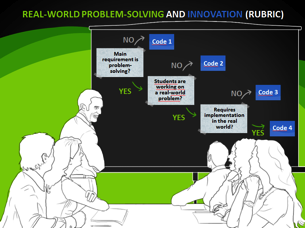 REAL-WORLD PROBLEM-SOLVING AND INNOVATION (RUBRIC)
NO
Code 1
Main
requirement is
problem-
solving?
NO
Code 2
YES
Students are
working on
a real-world
problem?
NO
Code 3
YES
Requires
implementation
in the real
world?
YES
Code 4